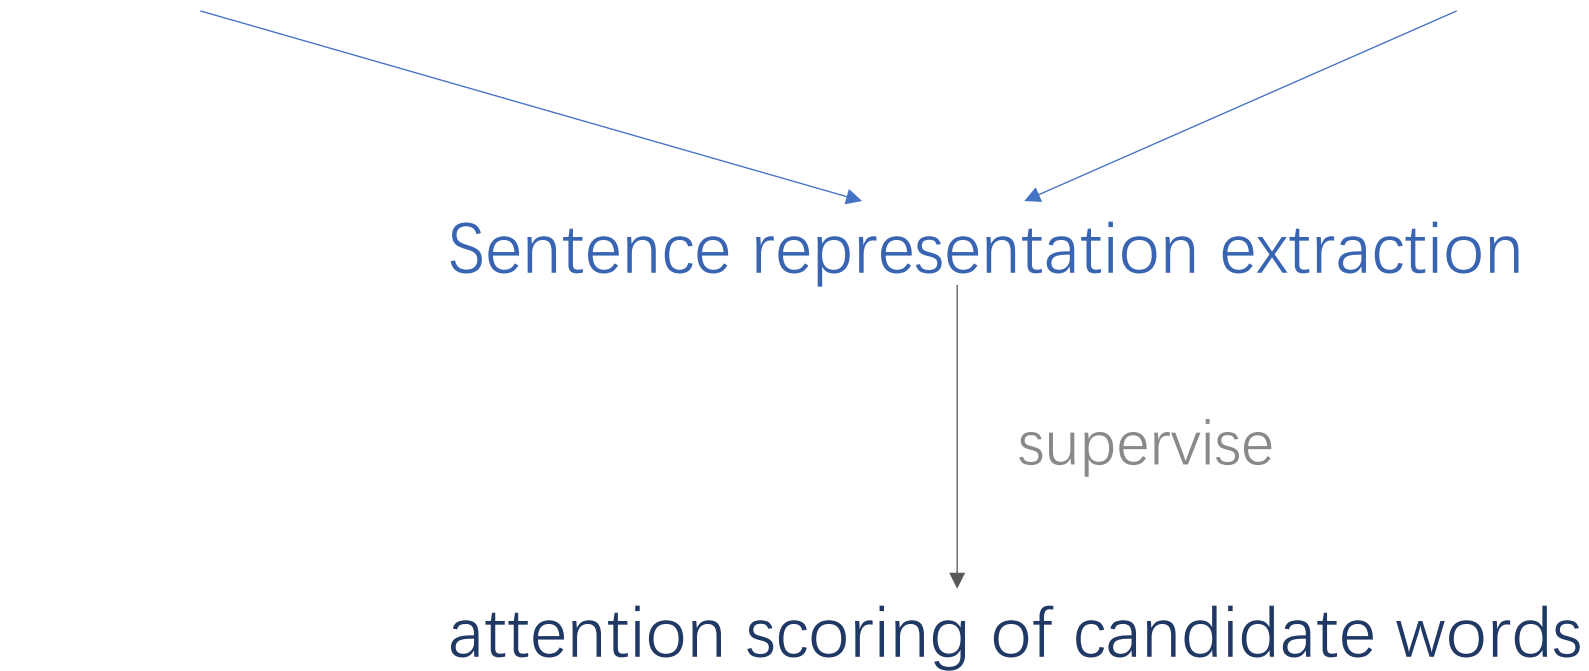 Sentence representation extraction
supervise
attention scoring of candidate words